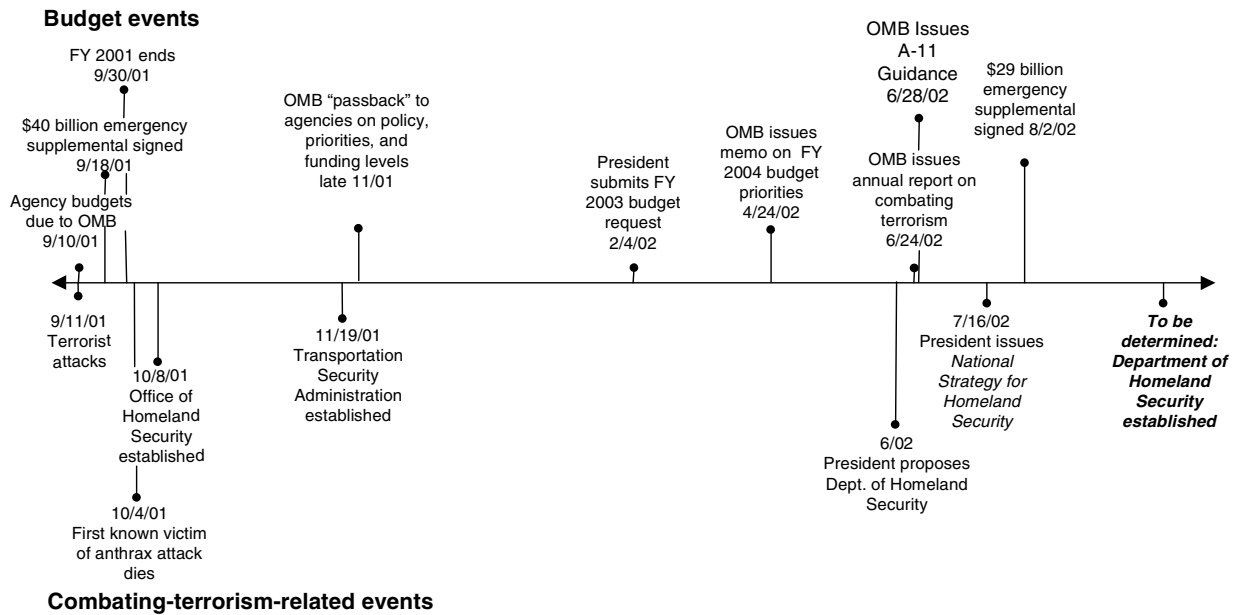 Budget events
FY 2001 ends
9/30/01
$40 billion emergency
supplemental signed
9/18/01
Agency budgets
due to OMB
9/10/01
OMB “passback” to
agencies on policy,
priorities, and
funding levels
late 11/01
President
submits FY
2003 budget
request
2/4/02
OMB issues
memo on FY
2004 budget
priorities
4/24/02
OMB Issues
A-11
Guidance
6/28/02
OMB issues
annual report on
combating
terrorism
6/24/02
$29 billion
emergency
supplemental
signed 8/2/02
9/11/01
Terrorist
attacks
10/8/01
Office of
Homeland
Security
established
10/4/01
First known victim
of anthrax attack
dies
11/19/01
Transportation
Security
Administration
established
6/02
President proposes
Dept. of Homeland
Security
7/16/02
President issues
National
Strategy for
Homeland
Security
To be
determined:
Department of
Homeland
Security
established
Combating-terrorism-related events